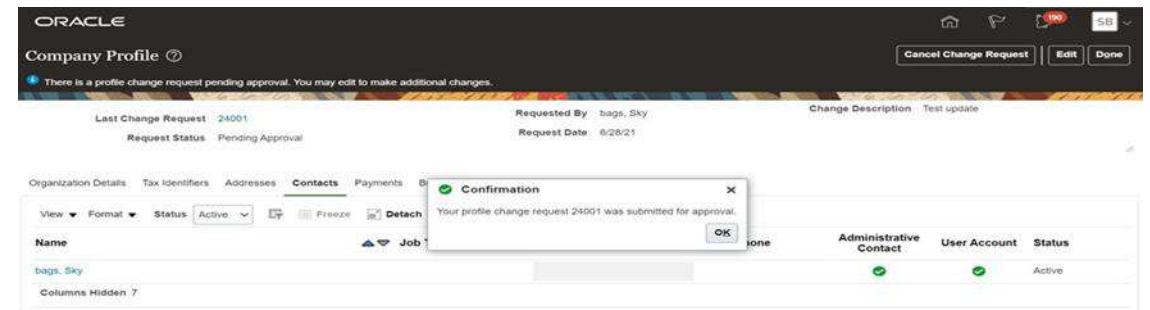 ORACLE
190
SB
Company Profile
Cancel Change Request
Edit
Done
There is a profile change request pending approval. You may edit to make additional changes.
Last Change Request 24001
Requested By bags, Sky
Change Description Test update
Request Status Pending Approval
Request Date 6/28/21
Organization Details Tax Identifiers Addresses Contacts Payments B
Confirmation
View Format Status Active Freeze Detach
Your profile change request 24001 was submitted for approval.
OK
Name
Job
Administrative Contact
User Account
Status
bags, Sky
Active
Columns Hidden 7